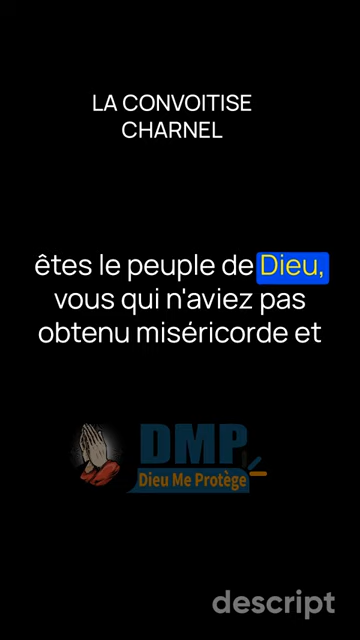 LA CONVOITISE
CHARNEL
êtes le peuple de Dieu,
vous qui n'aviez pas
obtenu miséricorde et
DMP
Dieu Me Protège
descript